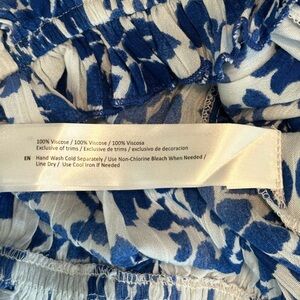 100% Viscose / 100% Viscose / 100% Viscosa
Exclusive of trims / Exclusive de trims / exclusivo de decoracion
EN Hand Wash Cold Separately / Use Non-Chlorine Bleach When Needed /
Line Dry / Use Cool Iron If Needed